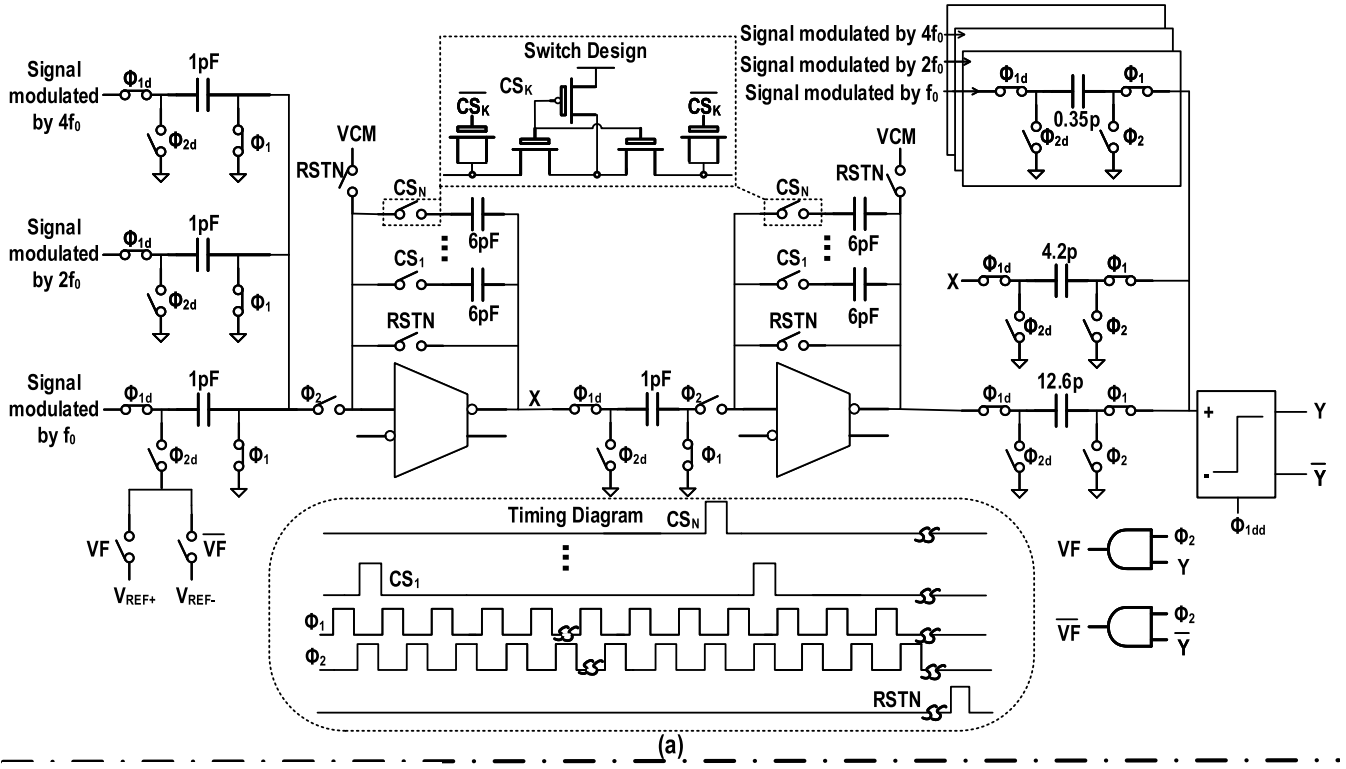 Signal
modulated
by 4f₀
Φ1d
1pF
Φ2d
Φ1
Signal
modulated
by 2f₀
Φ1d
1pF
Φ2d
Φ1
Signal
modulated
by f₀
Φ1d
1pF
Φ2d
Φ1
Φ2
VF
V̅F̅
VREF+
VREF-
VCM
RSTN
CSN
6pF
CS1
6pF
RSTN
X
Switch Design
CSK
C̅S̅K̅
C̅S̅K̅
Φ1d
1pF
Φ2
Φ2d
Φ1
VCM
RSTN
CSN
6pF
CS1
6pF
RSTN
Signal modulated by 4f₀
Signal modulated by 2f₀
Signal modulated by f₀
Φ1d
Φ1
0.35p
Φ2d
Φ2
X
Φ1d
4.2p
Φ1
Φ2d
Φ2
Φ1d
12.6p
Φ1
Φ2d
Φ2
+
-
Y
Y̅
Φ1dd
Timing Diagram
CSN
CS1
Φ1
Φ2
RSTN
VF
Φ2
Y
V̅F̅
Φ2
Y̅
(a)